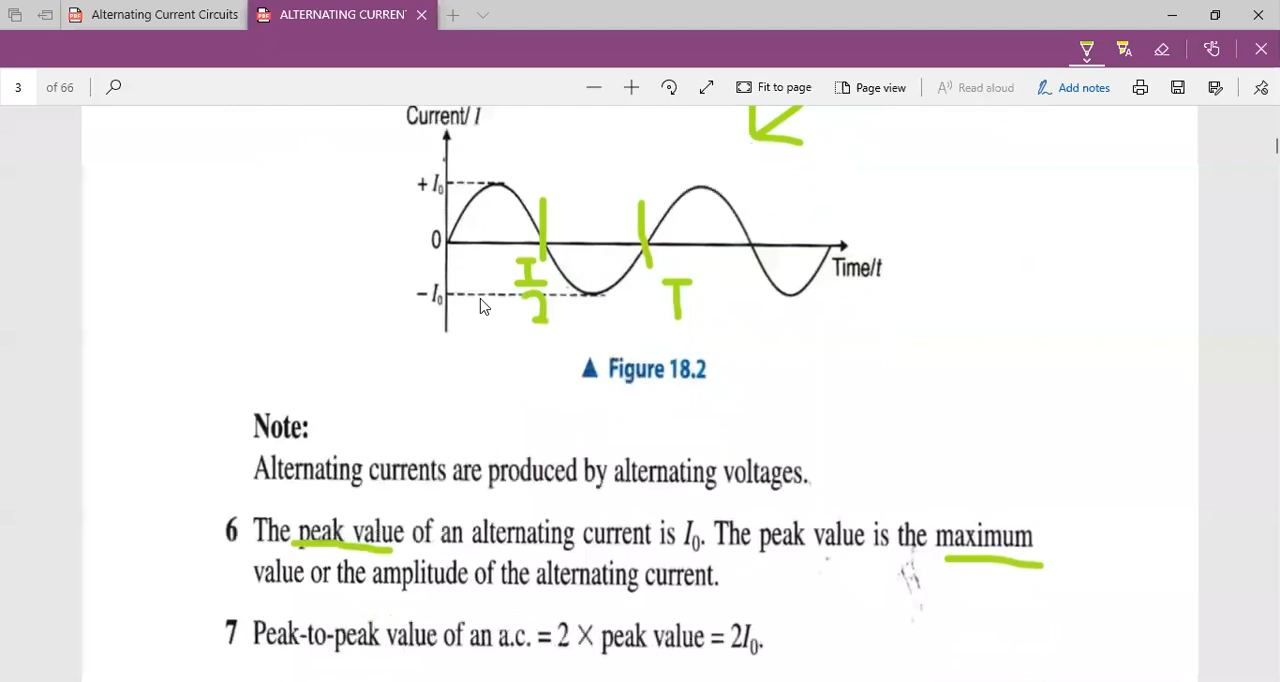 Alternating Current Circuits
ALTERNATING CURREN
3 of 66
Fit to page
Page view
Read aloud
Add notes
Current/ I
+ I₀
0
− I₀
T/2
T
Time/t
▲ Figure 18.2
Note:
Alternating currents are produced by alternating voltages.
6 The peak value of an alternating current is I₀. The peak value is the maximum
value or the amplitude of the alternating current.
7 Peak-to-peak value of an a.c. = 2 × peak value = 2I₀.